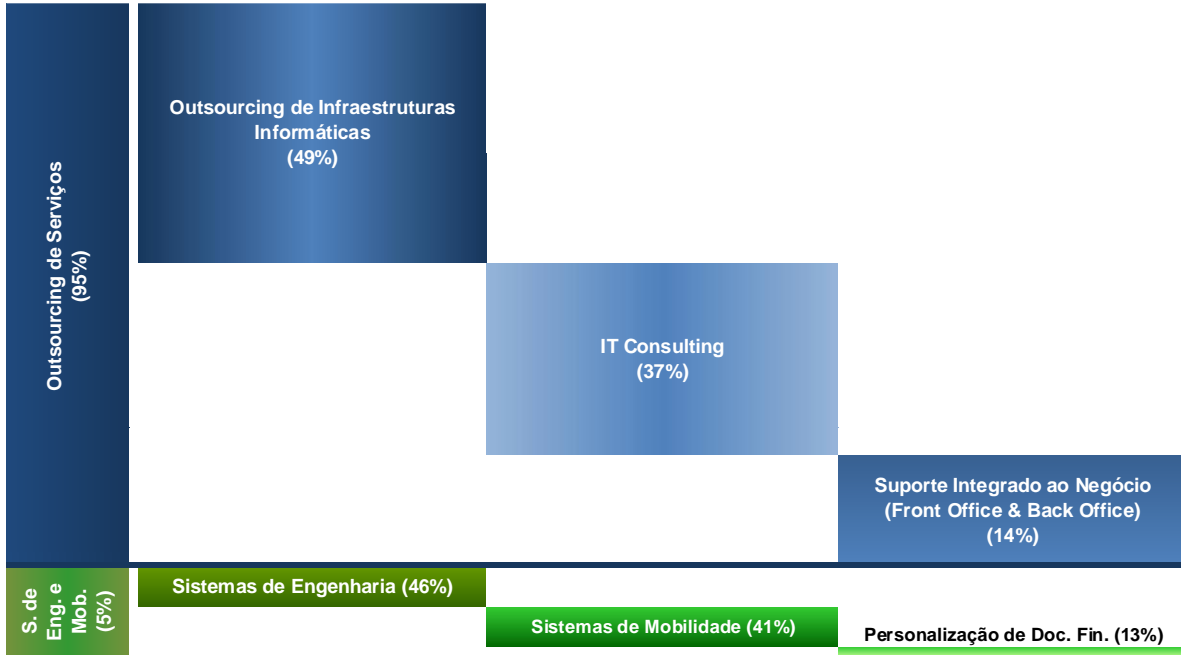 Outsourcing de Serviços
(95%)
Outsourcing de Infraestruturas
Informáticas
(49%)
IT Consulting
(37%)
Suporte Integrado ao Negócio
(Front Office & Back Office)
(14%)
S. de
Eng. e
Mob.
(5%)
Sistemas de Engenharia (46%)
Sistemas de Mobilidade (41%)
Personalização de Doc. Fin. (13%)